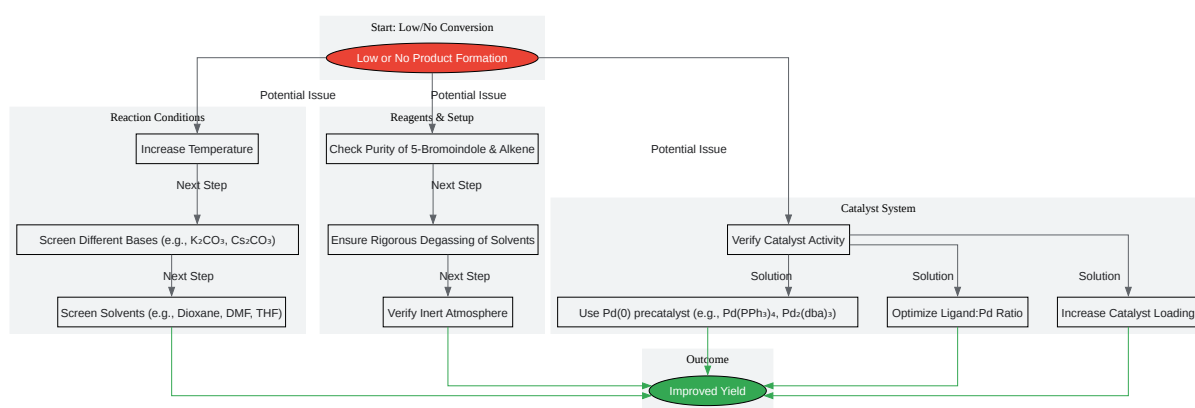 Start: Low/No Conversion
Low or No Product Formation
Potential Issue
Potential Issue
Potential Issue
Reaction Conditions
Increase Temperature
Next Step
Screen Different Bases (e.g., K₂CO₃, Cs₂CO₃)
Next Step
Screen Solvents (e.g., Dioxane, DMF, THF)
Reagents & Setup
Check Purity of 5-Bromoindole & Alkene
Next Step
Ensure Rigorous Degassing of Solvents
Next Step
Verify Inert Atmosphere
Catalyst System
Verify Catalyst Activity
Solution
Solution
Solution
Use Pd(0) precatalyst (e.g., Pd(PPh₃)₄, Pd₂(dba)₃)
Optimize Ligand:Pd Ratio
Increase Catalyst Loading
Outcome
Improved Yield